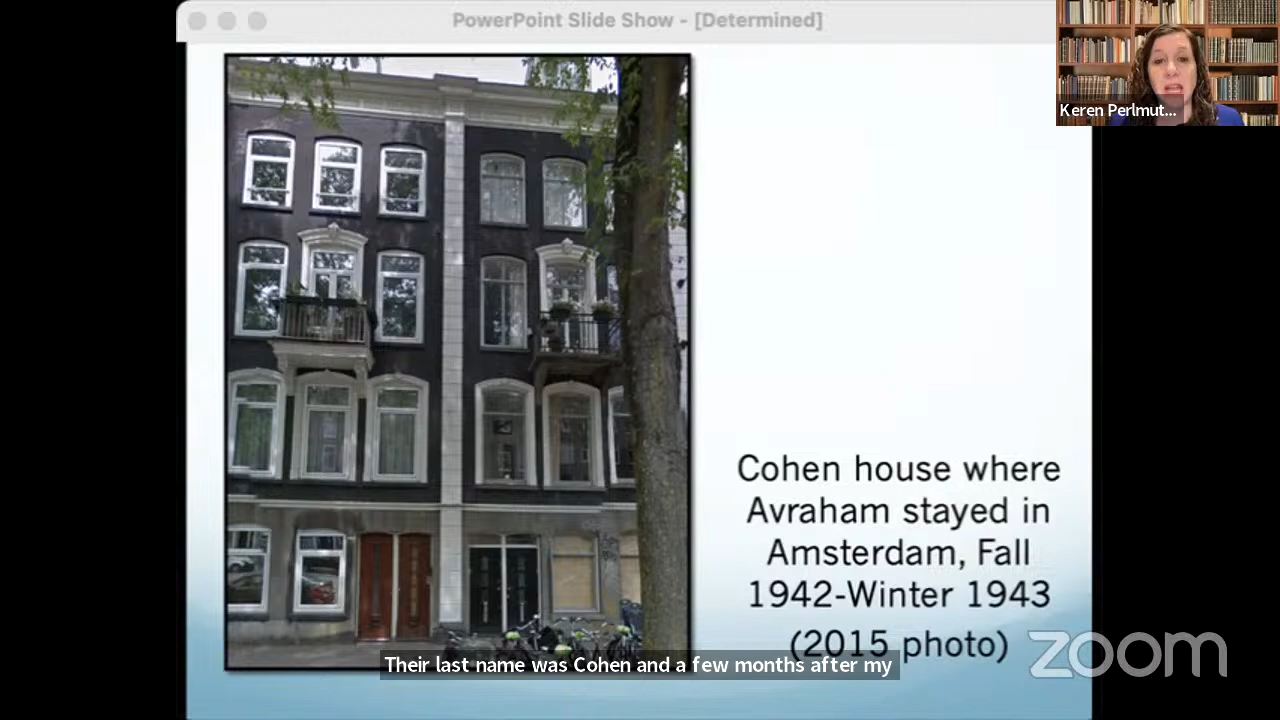 PowerPoint Slide Show - [Determined]
Keren Perlmut...
Cohen house where
Avraham stayed in
Amsterdam, Fall
1942-Winter 1943
(2015 photo)
zoom
Their last name was Cohen and a few months after my